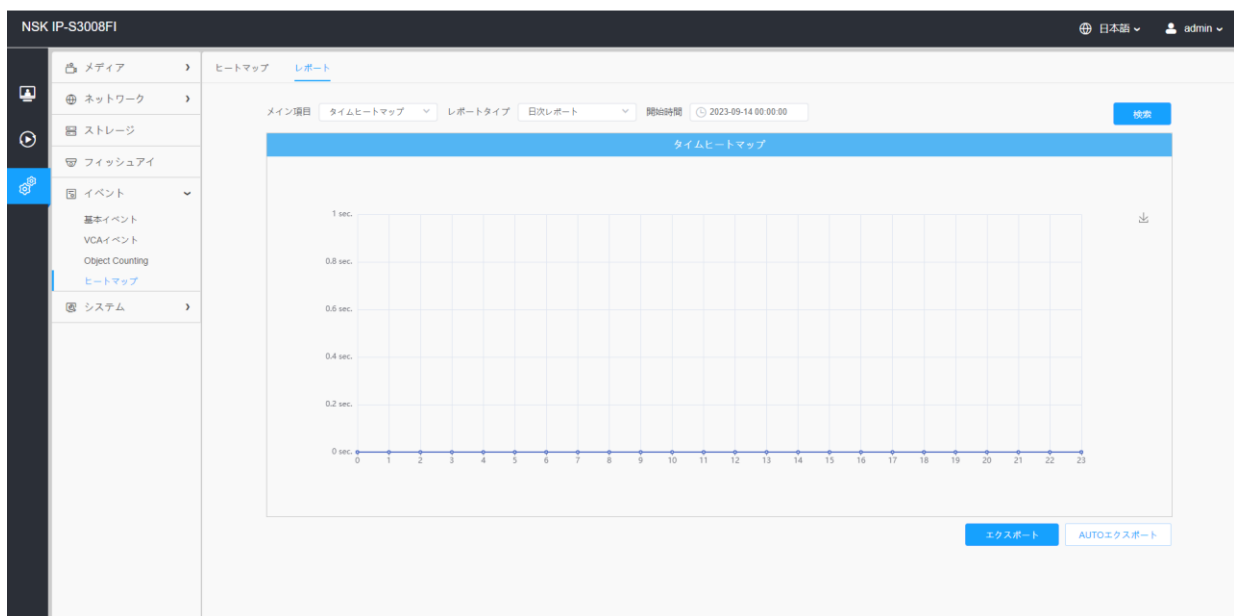 NSK IP-S3008FI
日本語
admin
メディア
ネットワーク
ストレージ
フィッシュアイ
イベント
基本イベント
VCAイベント
Object Counting
ヒートマップ
システム
ヒートマップ レポート
メイン項目 タイムヒートマップ レポートタイプ 日次レポート 開始時間 2023-09-14 00:00:00 検索
タイムヒートマップ
1 sec.
0.8 sec.
0.6 sec.
0.4 sec.
0.2 sec.
0 sec.
0 1 2 3 4 5 6 7 8 9 10 11 12 13 14 15 16 17 18 19 20 21 22 23
エクスポート AUTOエクスポート